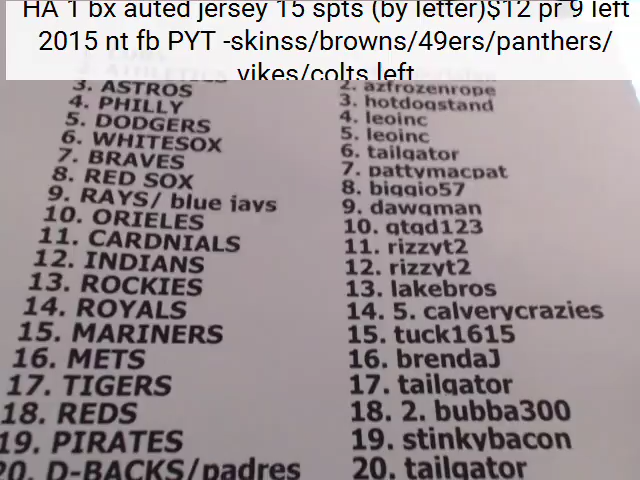 HA 1 bx auted jersey 15 spts (by letter)$12 pr 9 left
2015 nt fb PYT -skinss/browns/49ers/panthers/
vikes/colts left
3. ASTROS
4. PHILLY
5. DODGERS
6. WHITESOX
7. BRAVES
8. RED SOX
9. RAYS/ blue jays
10. ORIELES
11. CARDNIALS
12. INDIANS
13. ROCKIES
14. ROYALS
15. MARINERS
16. METS
17. TIGERS
18. REDS
19. PIRATES
20. D-BACKS/padres
2. azfrozenrope
3. hotdogstand
4. leoinc
5. leoinc
6. tailgator
7. pattymacpat
8. biggio57
9. dawgman
10. gtgd123
11. rizzyt2
12. rizzyt2
13. lakebros
14. 5. calverycrazies
15. tuck1615
16. brendaJ
17. tailgator
18. 2. bubba300
19. stinkybacon
20. tailgator